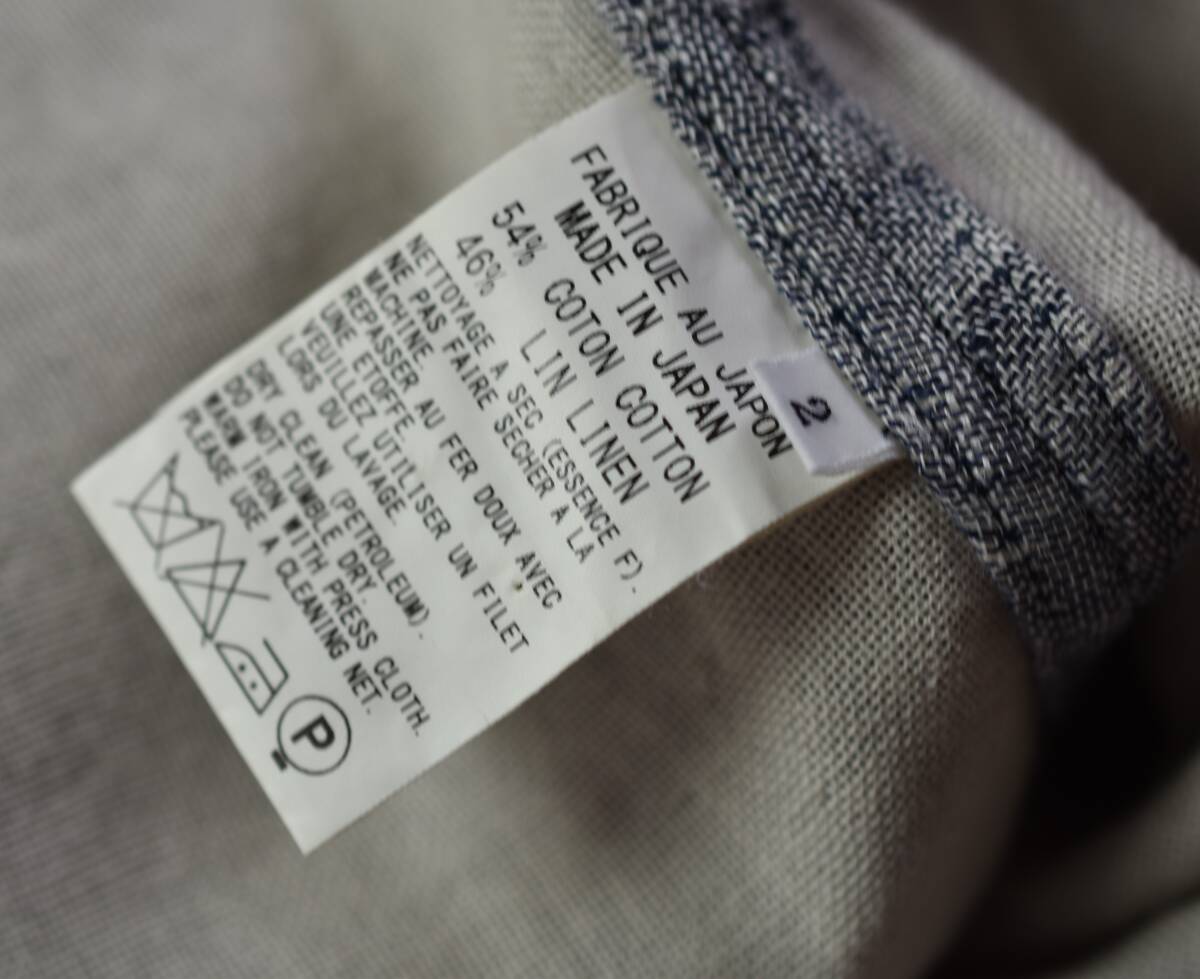 FABRIQUE AU JAPON
MADE IN JAPAN
54% COTON COTTON
46% LIN LINEN
NETTOYAGE A SEC (ESSENCE F).
NE PAS FAIRE SECHER A LA
MACHINE.
REPASSER AU FER DOUX AVEC
UNE ETOFFE.
VEUILLEZ UTILISER UN FILET
LORS DU LAVAGE.
DRY CLEAN (PETROLEUM).
DO NOT TUMBLE DRY.
WARM IRON WITH PRESS CLOTH.
PLEASE USE A CLEANING NET.
P
2